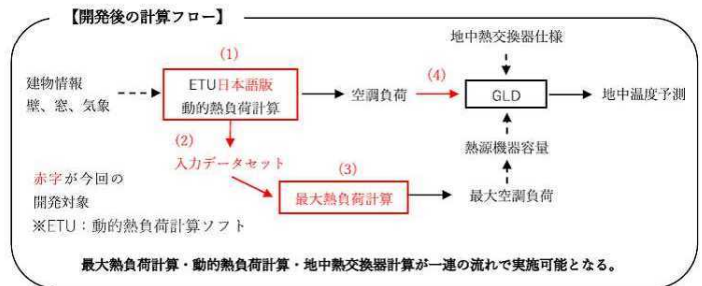 【開発後の計算フロー】
地中熱交換器仕様
(1)
(4)
建物情報
壁、窓、気象
ETU日本語版
動的熱負荷計算
空調負荷
GLD
地中温度予測
(2)
入力データセット
熱源機器容量
(3)
赤字が今回の
開発対象
最大熱負荷計算
最大空調負荷
※ETU：動的熱負荷計算ソフト
最大熱負荷計算・動的熱負荷計算・地中熱交換器計算が一連の流れで実施可能となる。